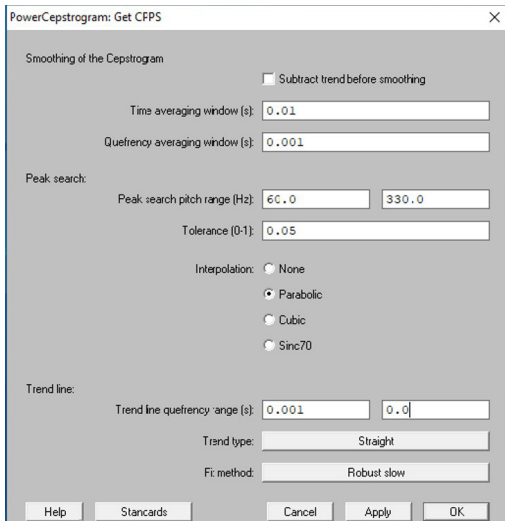 PowerCepstrogram: Get CPPS
Smoothing of the Cepstrogram
Subtract trend before smoothing
Time averaging window (s): 0.01
Quefrency averaging window (s): 0.001
Peak search:
Peak search pitch range (Hz): 60.0 330.0
Tolerance (0-1): 0.05
Interpolation: None
Parabolic
Cubic
Sinc70
Trend line:
Trend line quefrency range (s): 0.001 0.0
Trend type: Straight
Fit method: Robust slow
Help Standards Cancel Apply OK